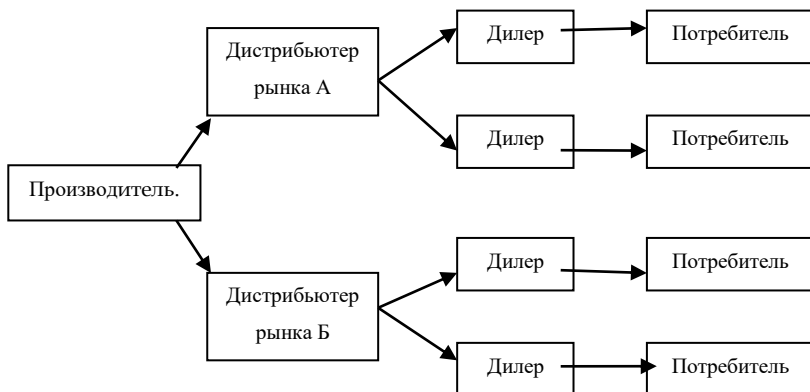 Дилер
Потребитель
Дистрибьютер
рынка А
Дилер
Потребитель
Производитель.
Дилер
Потребитель
Дистрибьютер
рынка Б
Дилер
Потребитель